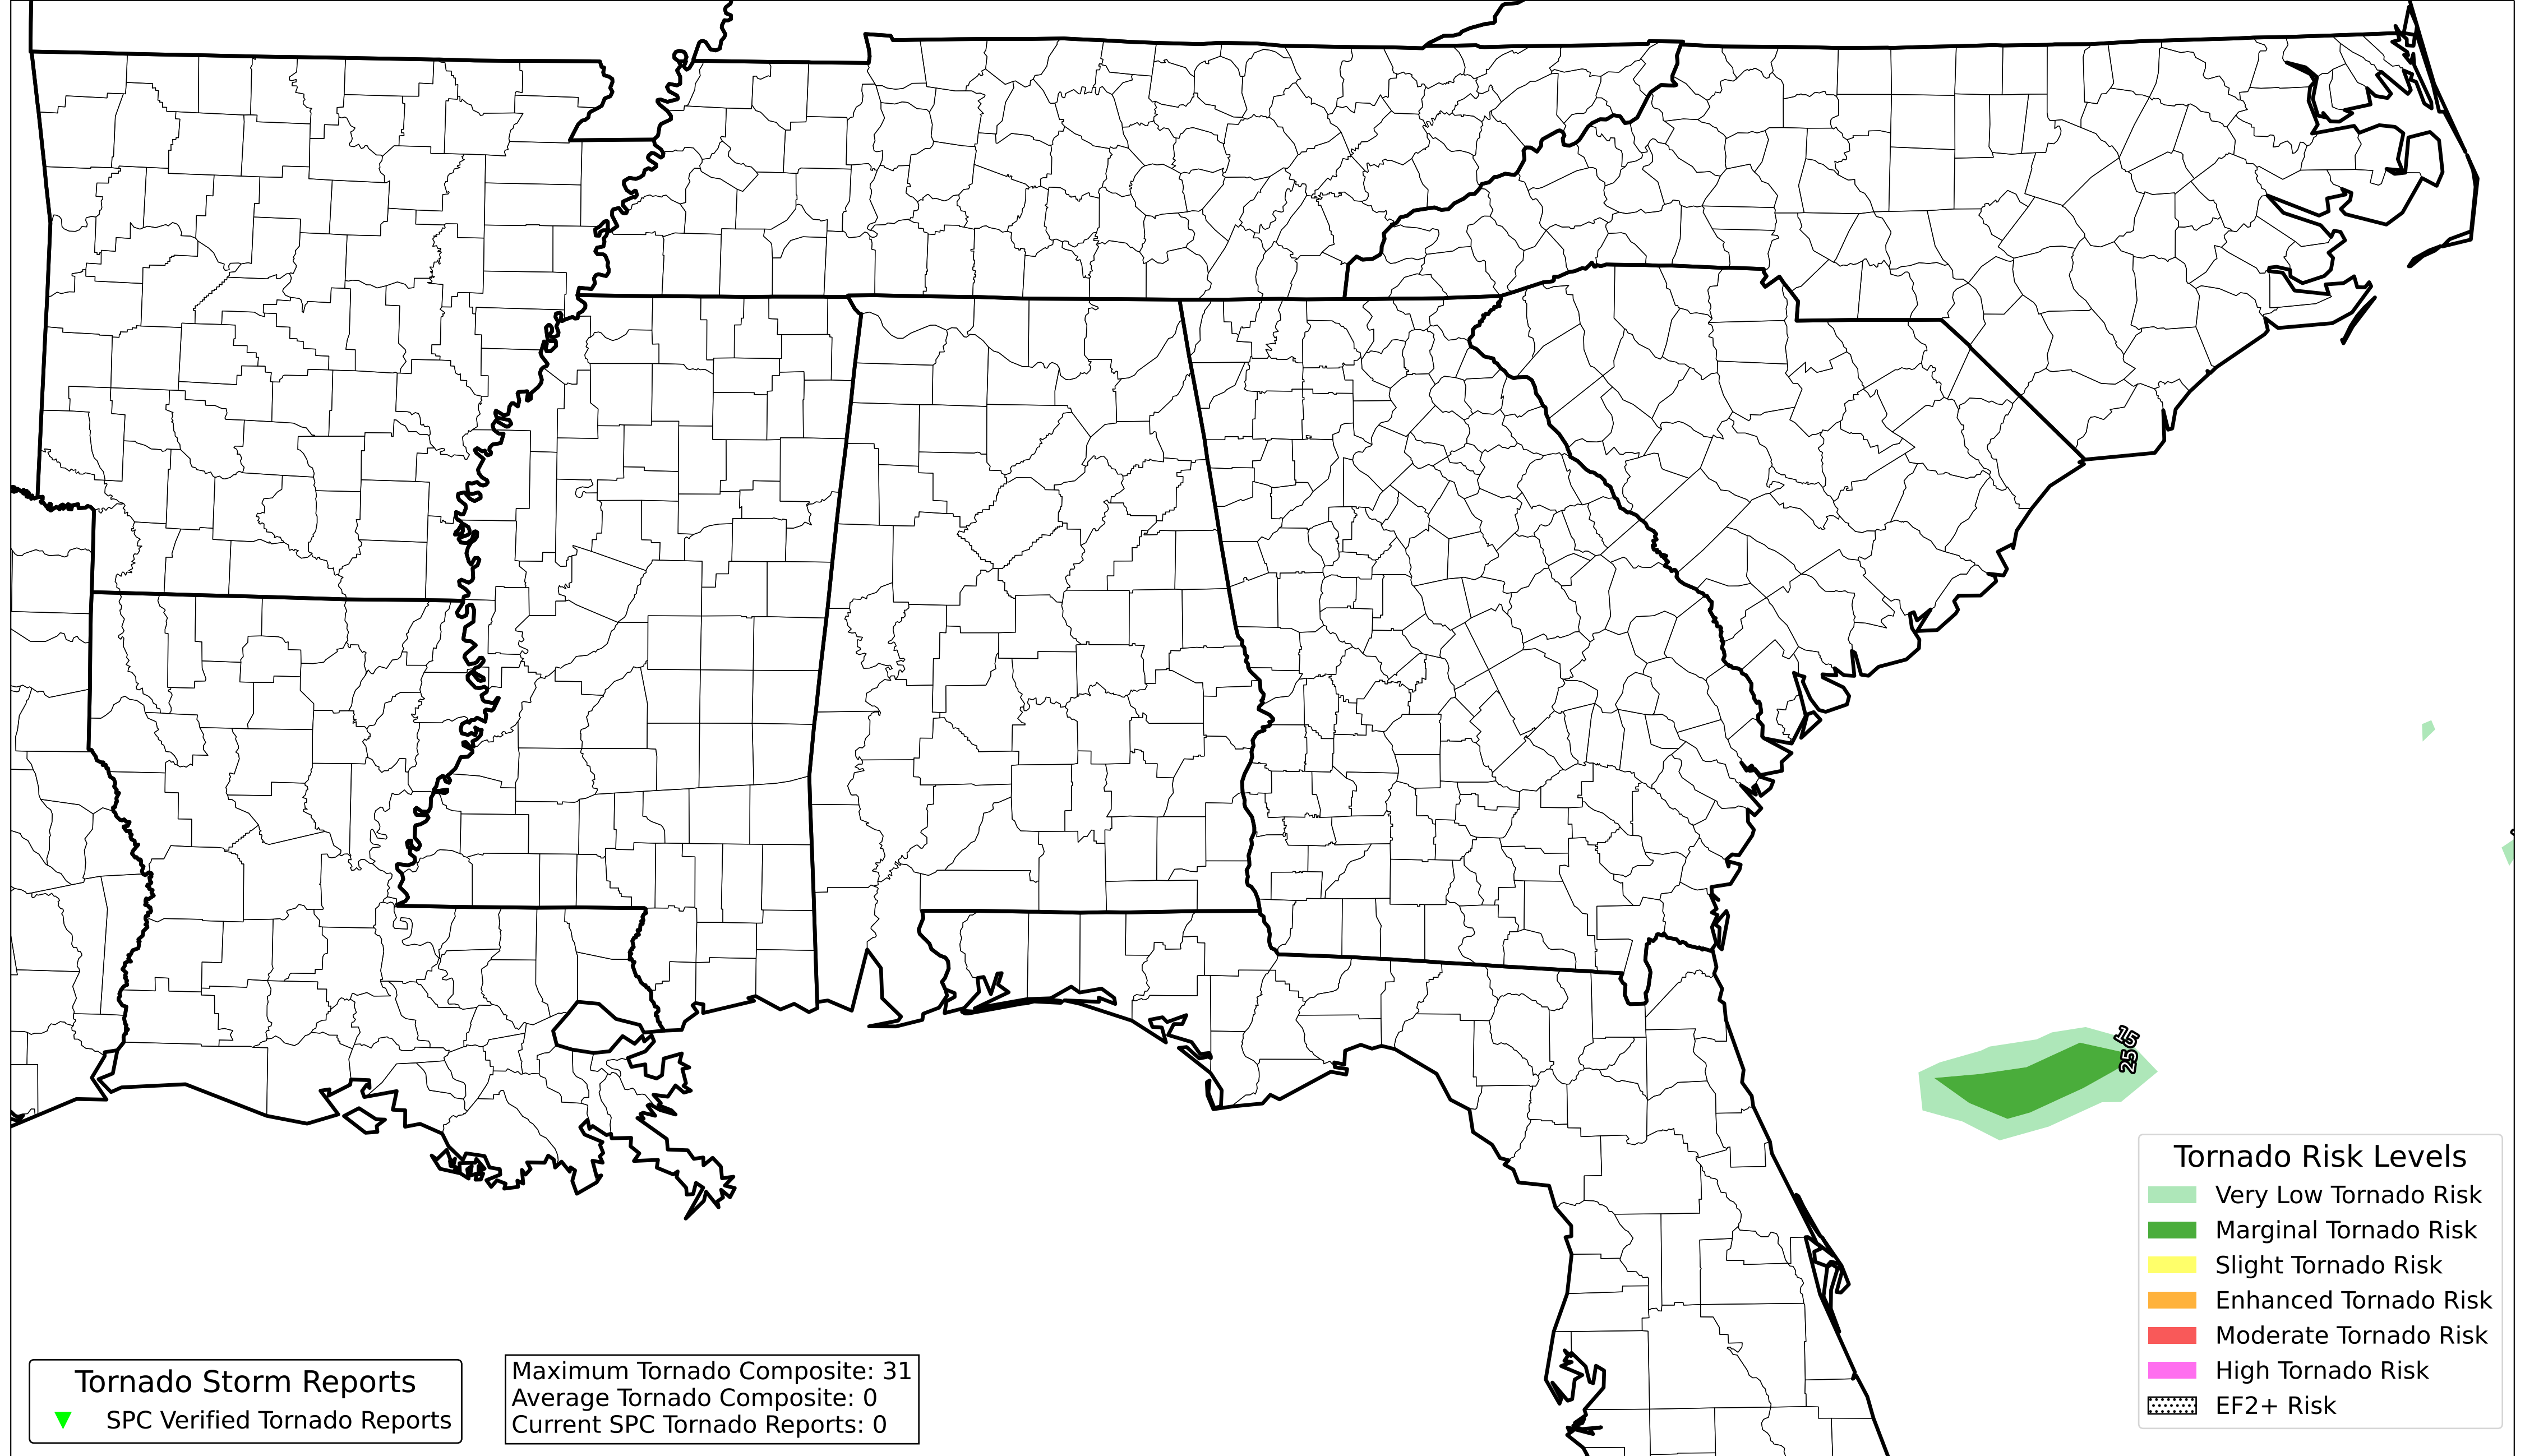 15
25
Tornado Risk Levels
Very Low Tornado Risk
Marginal Tornado Risk
Slight Tornado Risk
Enhanced Tornado Risk
Moderate Tornado Risk
High Tornado Risk
EF2+ Risk
Tornado Storm Reports
SPC Verified Tornado Reports
Maximum Tornado Composite: 31
Average Tornado Composite: 0
Current SPC Tornado Reports: 0